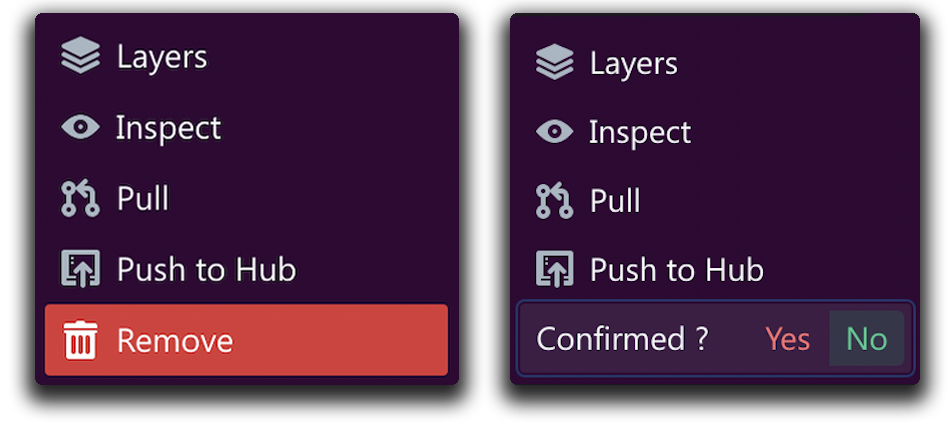 Layers
Inspect
Pull
Push to Hub
Remove
Layers
Inspect
Pull
Push to Hub
Confirmed ? Yes No